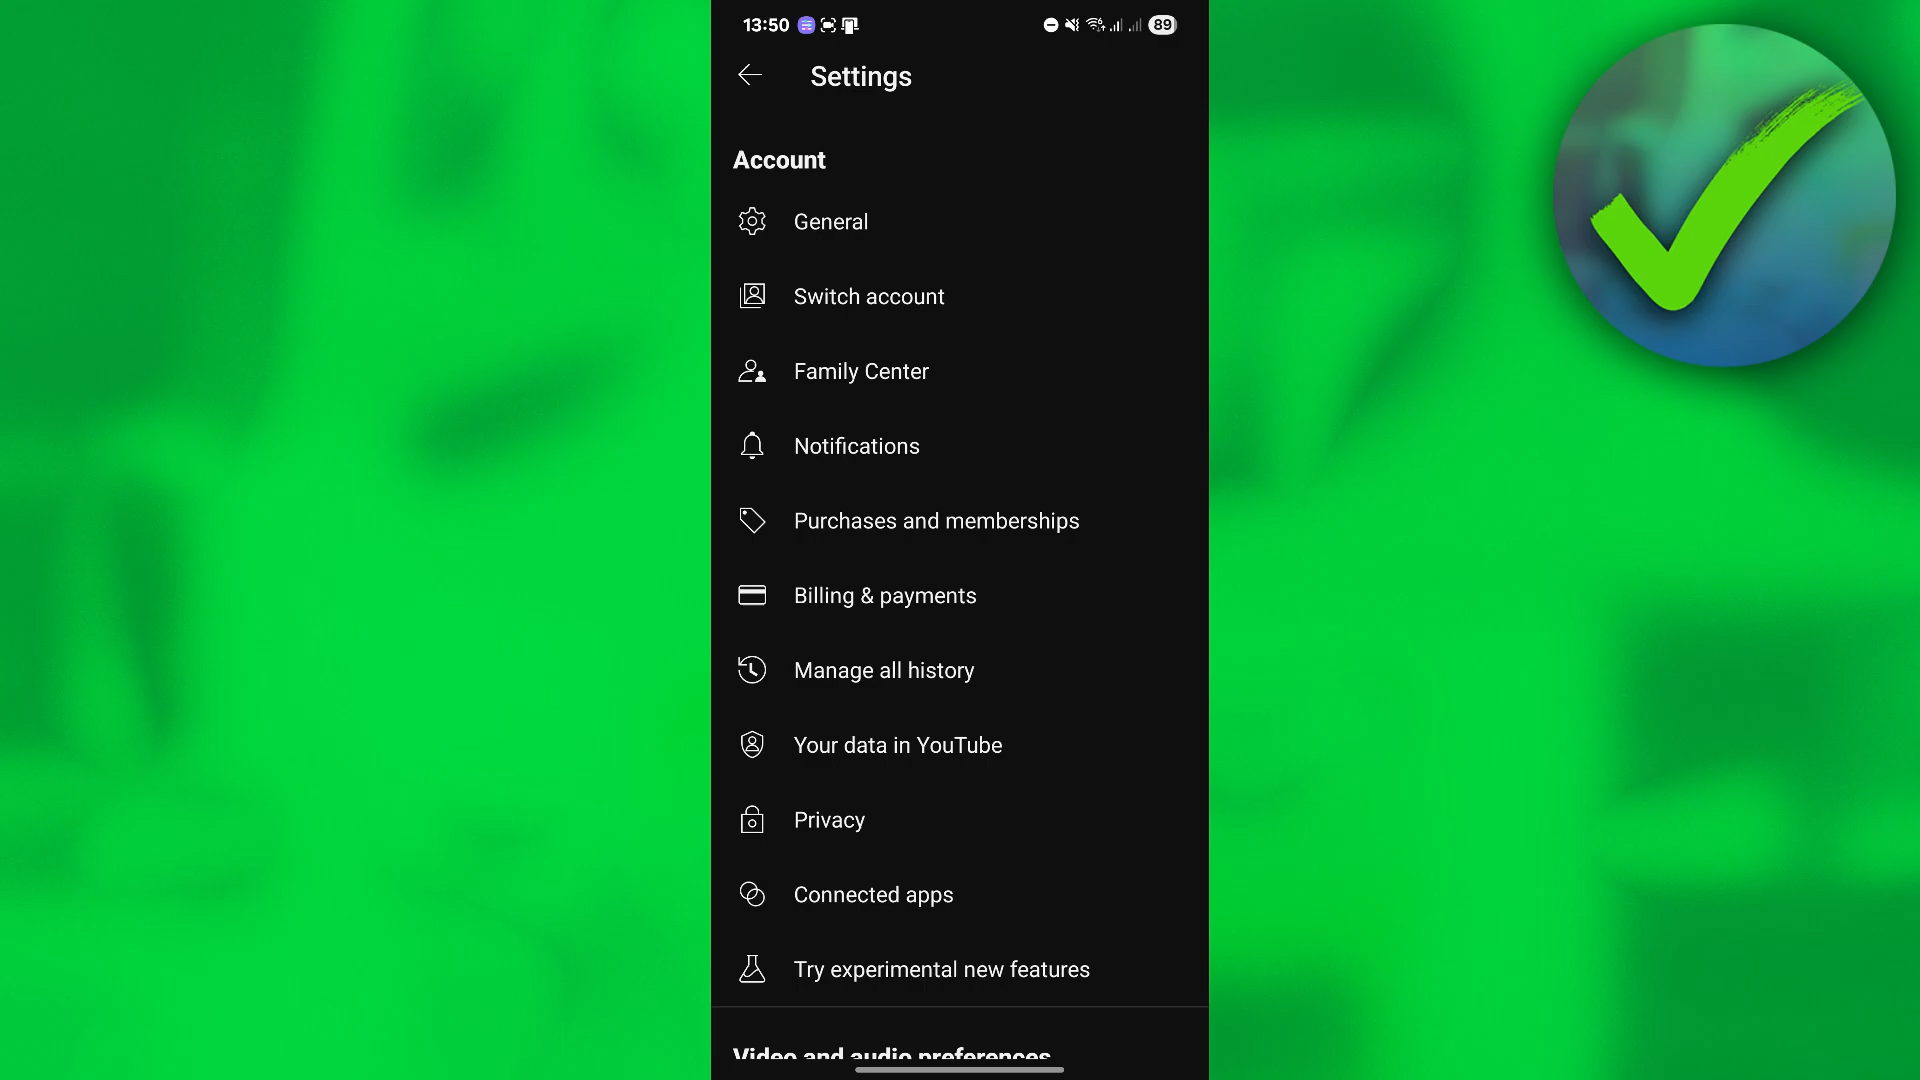 13:50
89
Settings
Account
General
Switch account
Family Center
Notifications
Purchases and memberships
Billing & payments
Manage all history
Your data in YouTube
Privacy
Connected apps
Try experimental new features
Video and audio preferences